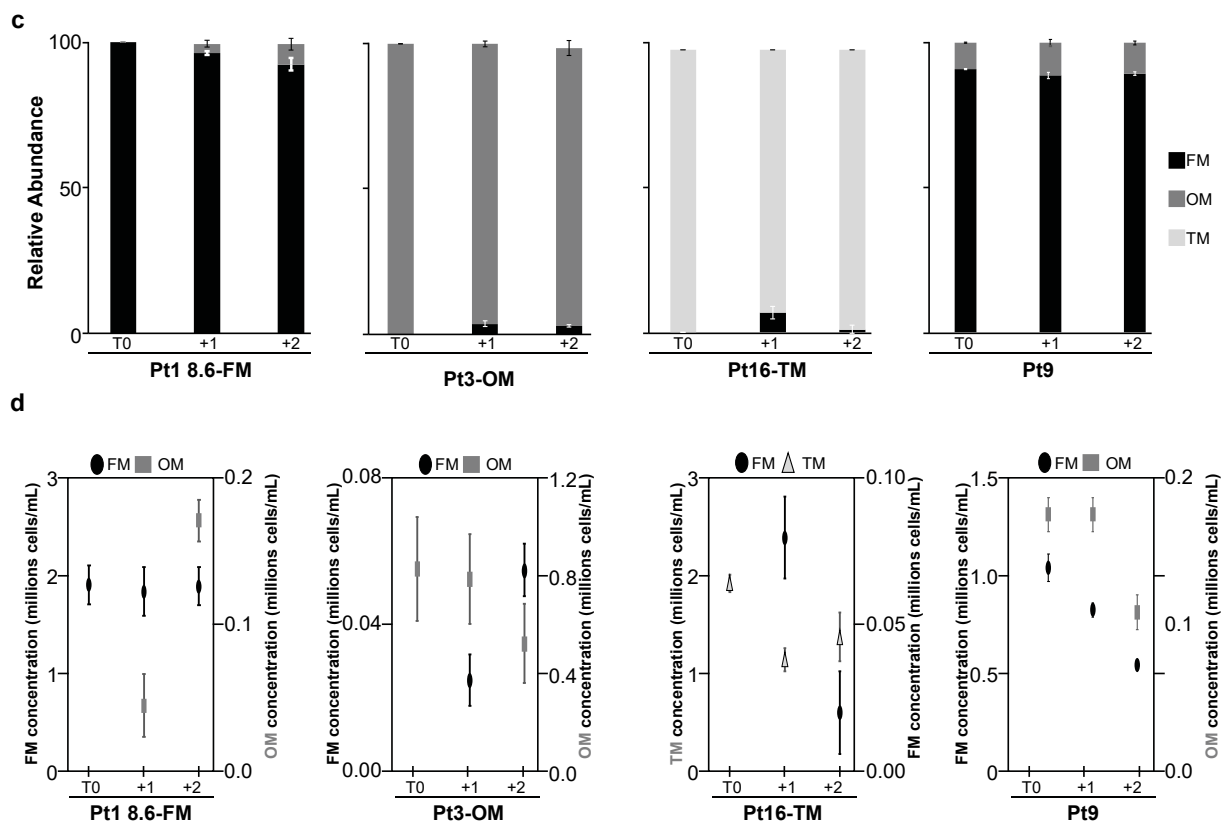 c
Relative Abundance
100
50
0
T0 +1 +2
Pt1 8.6-FM
T0 +1 +2
Pt3-OM
T0 +1 +2
Pt16-TM
T0 +1 +2
Pt9
FM
OM
TM
d
FM OM
FM concentration (millions cells/mL)
3
2
1
0
OM concentration (millions cells/mL)
0.2
0.1
0.0
T0 +1 +2
Pt1 8.6-FM
FM OM
FM concentration (millions cells/mL)
0.08
0.04
0.00
OM concentration (millions cells/mL)
1.2
0.8
0.4
0.0
T0 +1 +2
Pt3-OM
FM TM
TM concentration (millions cells/mL)
3
2
1
0
FM concentration (millions cells/mL)
0.10
0.05
0.00
T0 +1 +2
Pt16-TM
FM OM
FM concentration (millions cells/mL)
1.5
1.0
0.5
0
OM concentration (millions cells/mL)
0.2
0.1
0.0
T0 +1 +2
Pt9